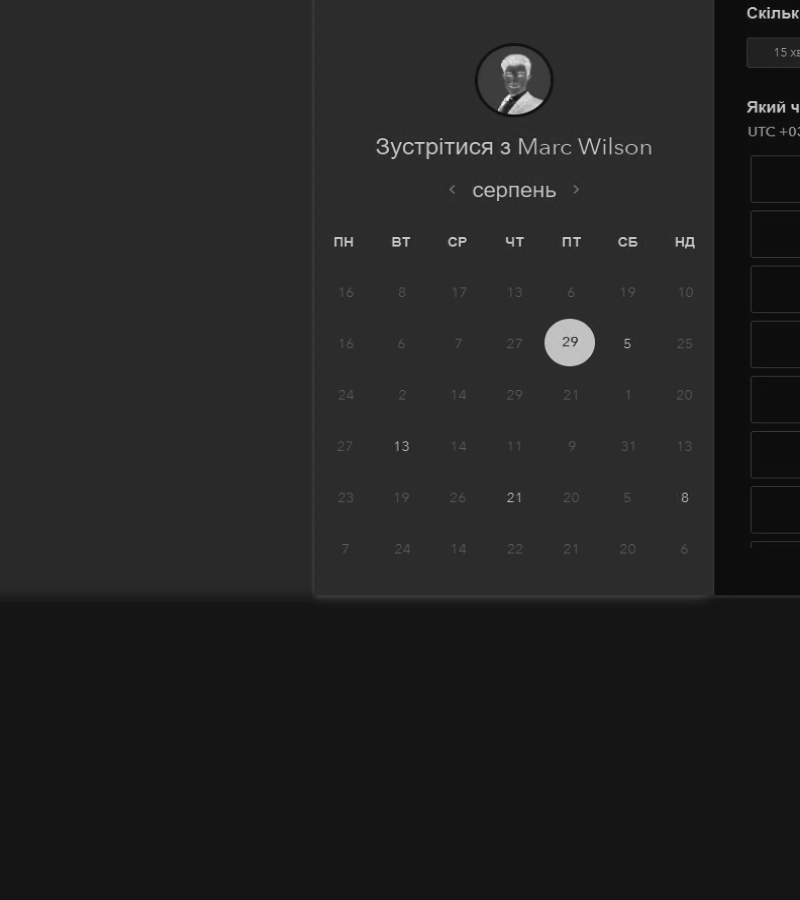 Зустрітися з Marc Wilson
серпень
ПН ВТ СР ЧТ ПТ СБ НД
16 8 17 13 6 19 10
16 6 7 27 29 5 25
24 2 14 29 21 1 20
27 13 14 11 9 31 13
23 19 26 21 20 5 8
7 24 14 22 21 20 6
Скільк
15 хв
Який ч
UTC +03